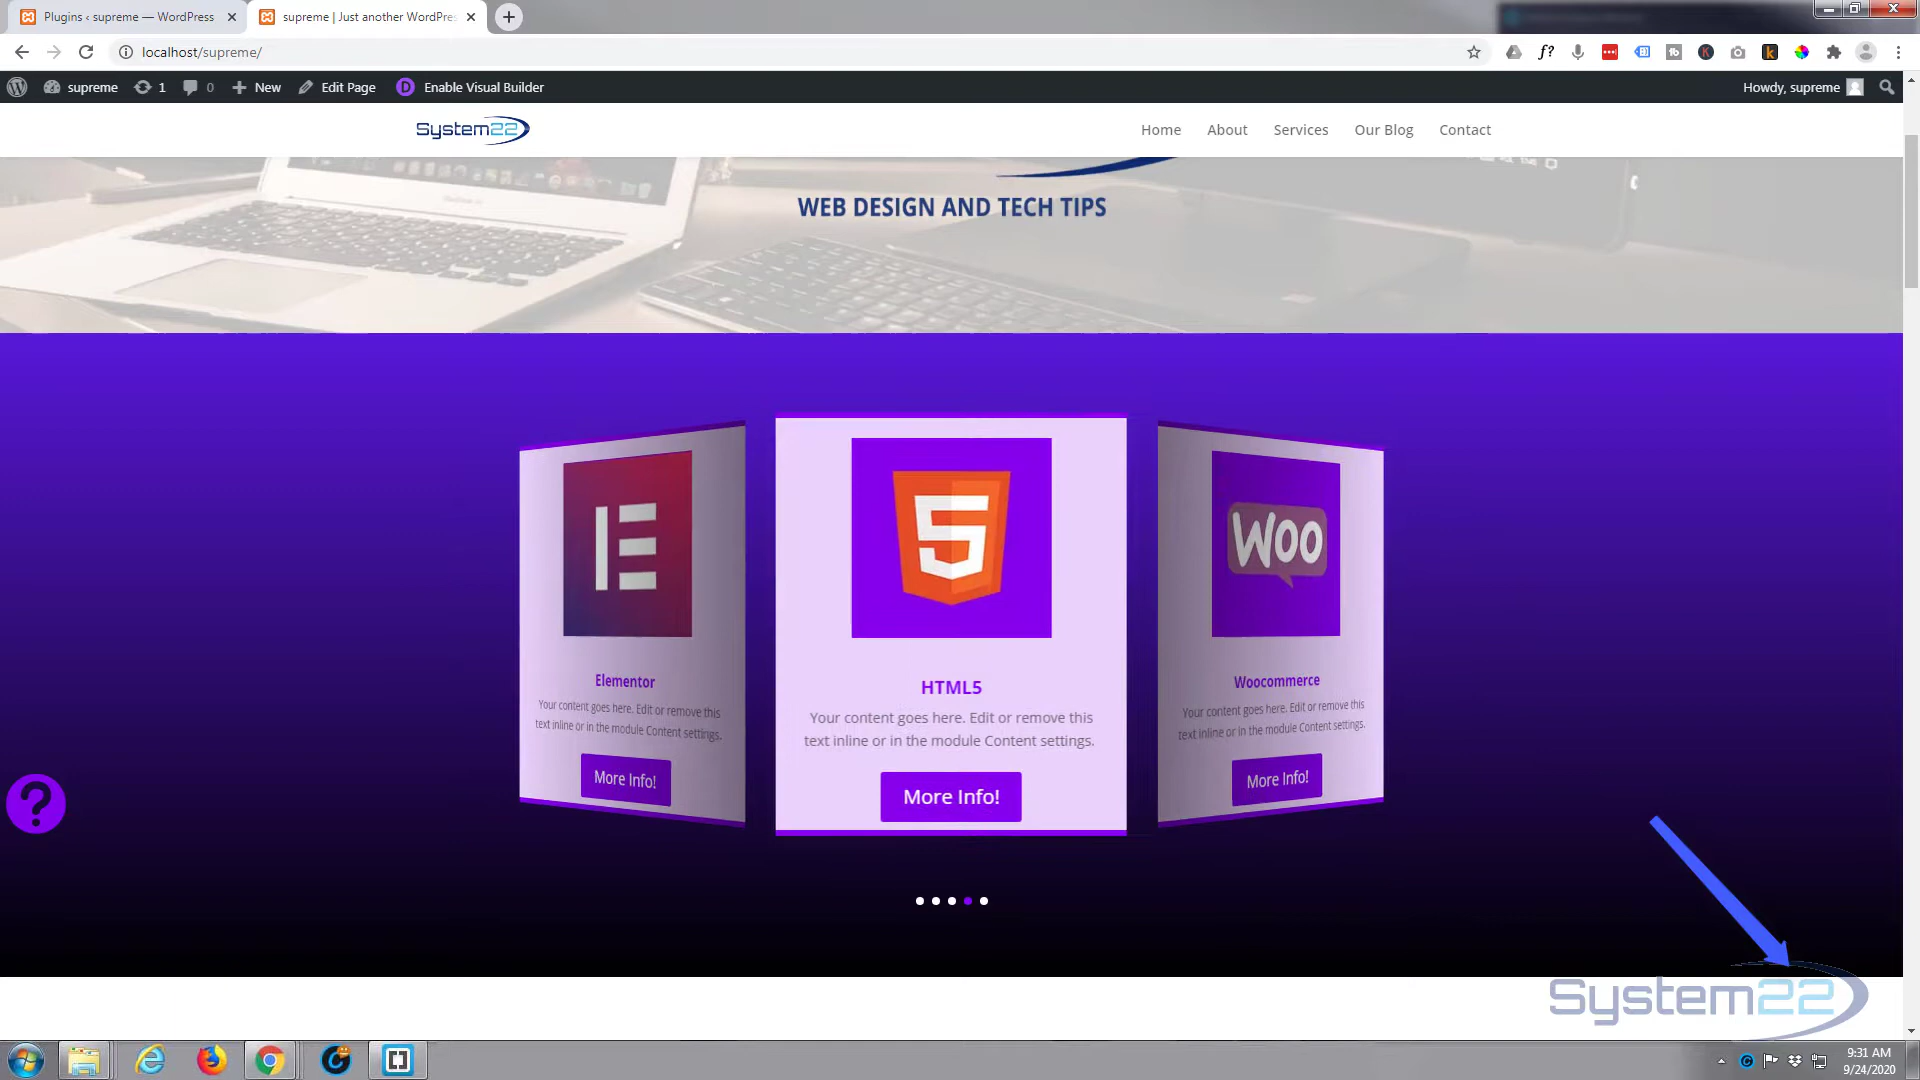 Plugins ‹ supreme — WordPress
supreme | Just another WordPres
localhost/supreme/
supreme
1
0
New
Edit Page
Enable Visual Builder
Howdy, supreme
System22
Home
About
Services
Our Blog
Contact
WEB DESIGN AND TECH TIPS
Elementor
Your content goes here. Edit or remove this
text inline or in the module Content settings.
More Info!
HTML5
Your content goes here. Edit or remove this
text inline or in the module Content settings.
More Info!
WOO
Woocommerce
Your content goes here. Edit or remove this
text inline or in the module Content settings.
More Info!
System22
9:31 AM
9/24/2020